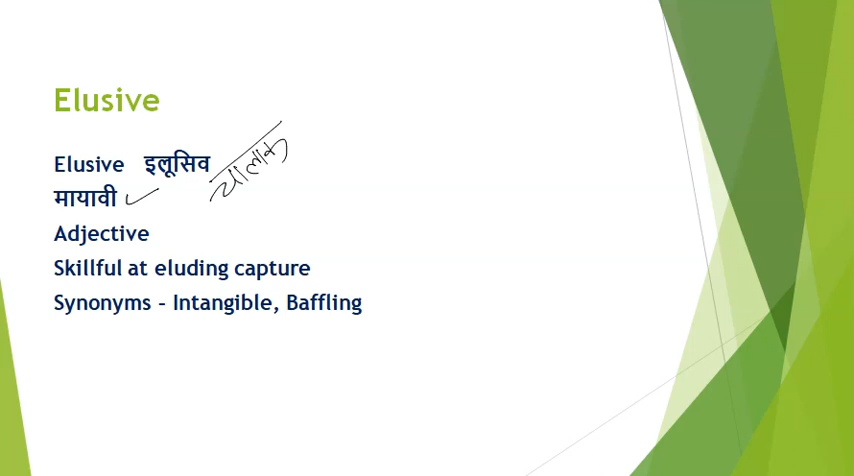 Elusive
Elusive इलूसिव
चालाक
मायावी
Adjective
Skillful at eluding capture
Synonyms – Intangible, Baffling